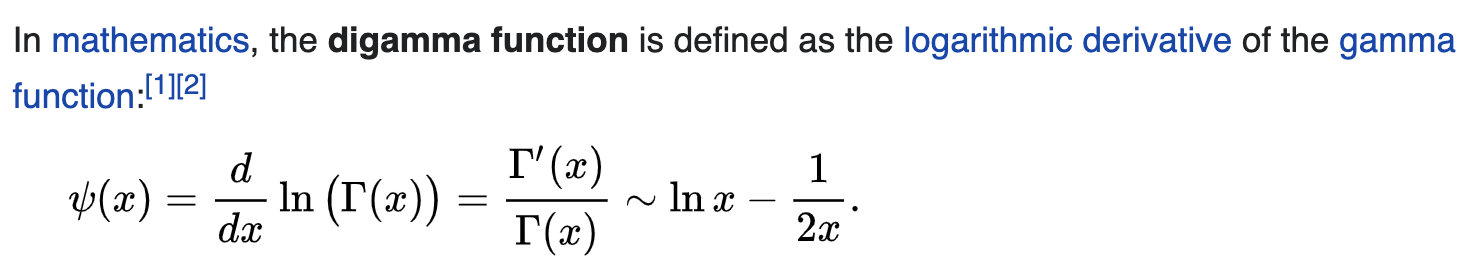 In mathematics, the digamma function is defined as the logarithmic derivative of the gamma
function:[1][2]
ψ(x) = d/dx ln (Γ(x)) = Γ′(x)/Γ(x) ∼ ln x − 1/2x.